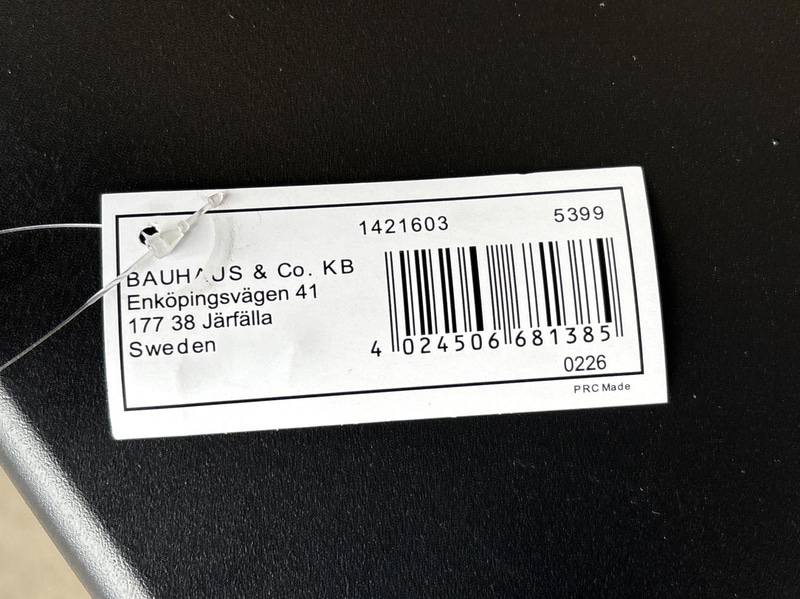 1421603 5399
BAUHAUS & Co. KB
Enköpingsvägen 41
177 38 Järfälla
Sweden
4 024506 681385
0226
PRC Made